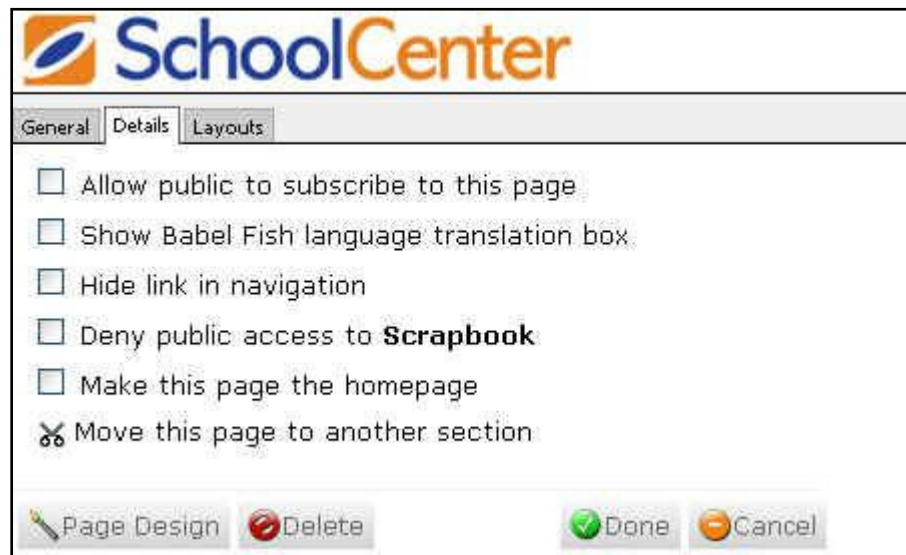 SchoolCenter
General Details Layouts
Allow public to subscribe to this page
Show Babel Fish language translation box
Hide link in navigation
Deny public access to Scrapbook
Make this page the homepage
Move this page to another section
Page Design Delete Done Cancel